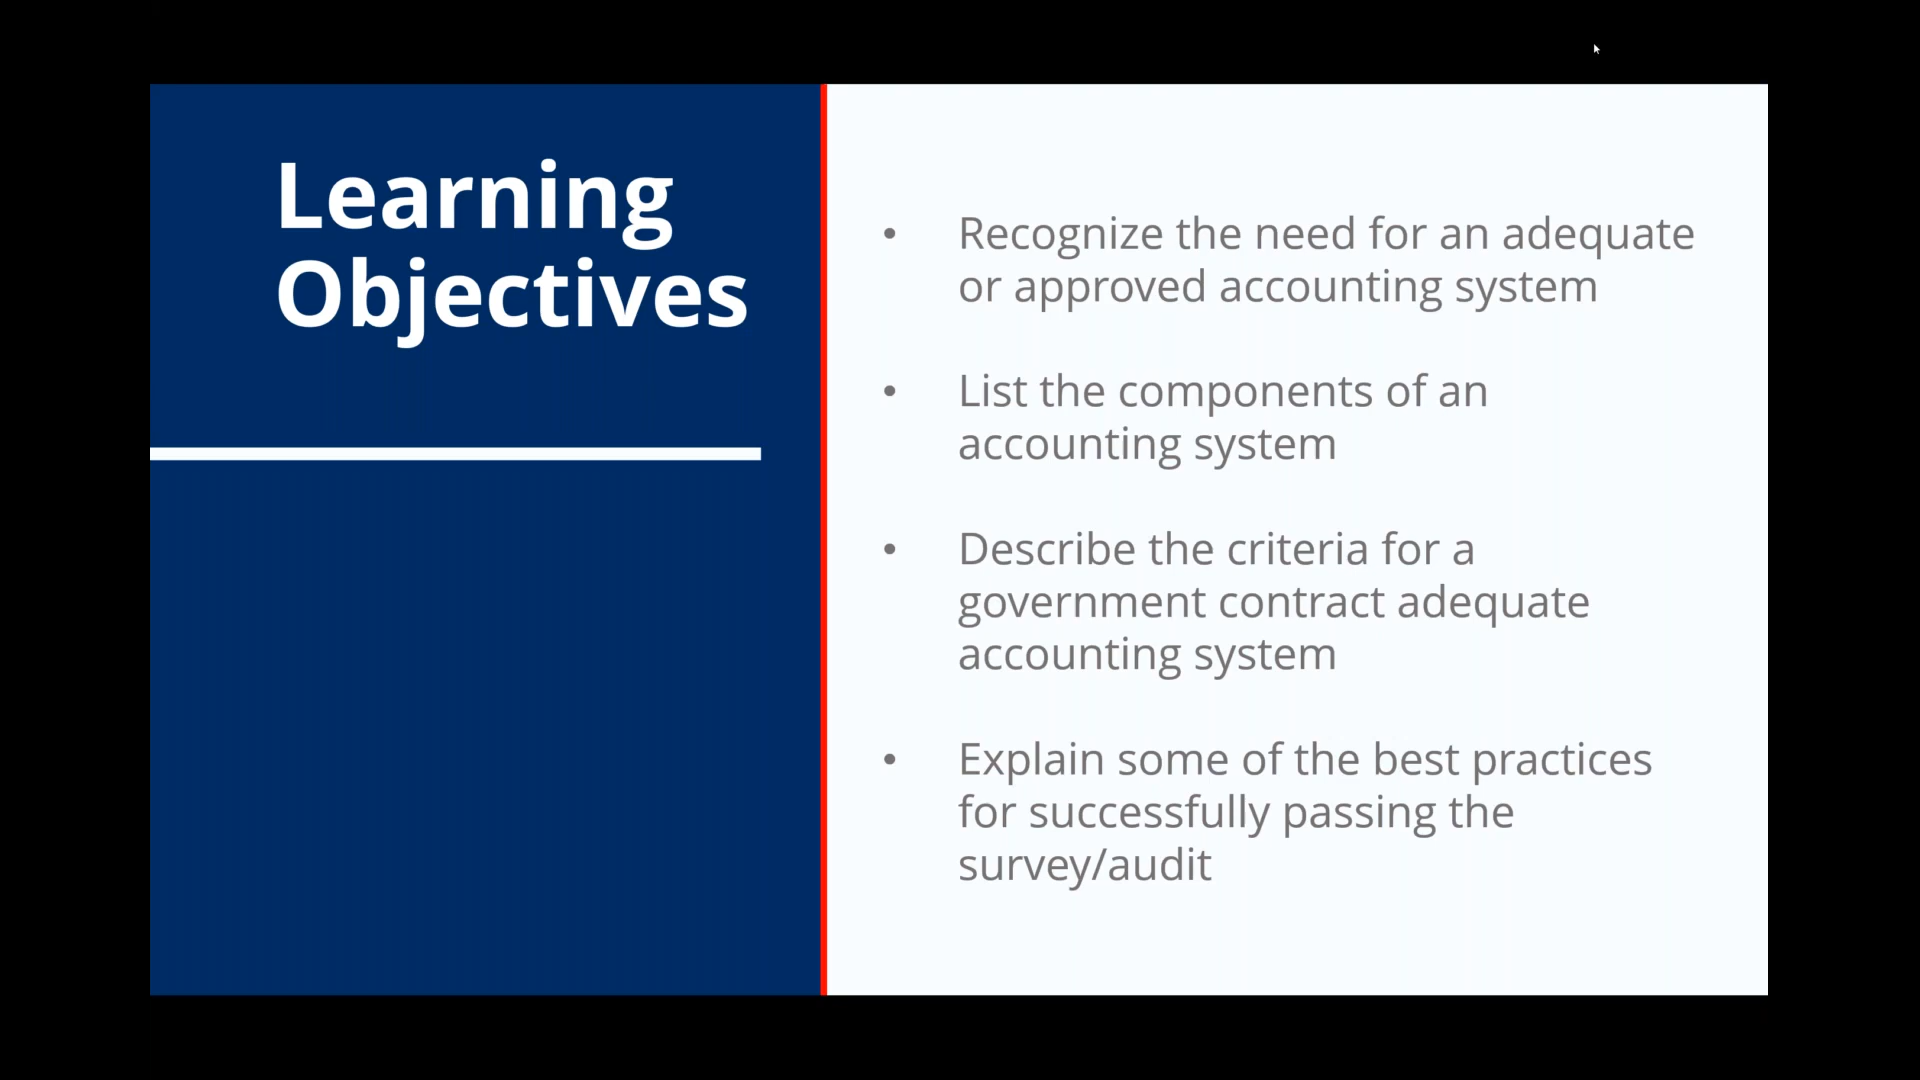 Learning
Objectives
• Recognize the need for an adequate
or approved accounting system
• List the components of an
accounting system
• Describe the criteria for a
government contract adequate
accounting system
• Explain some of the best practices
for successfully passing the
survey/audit